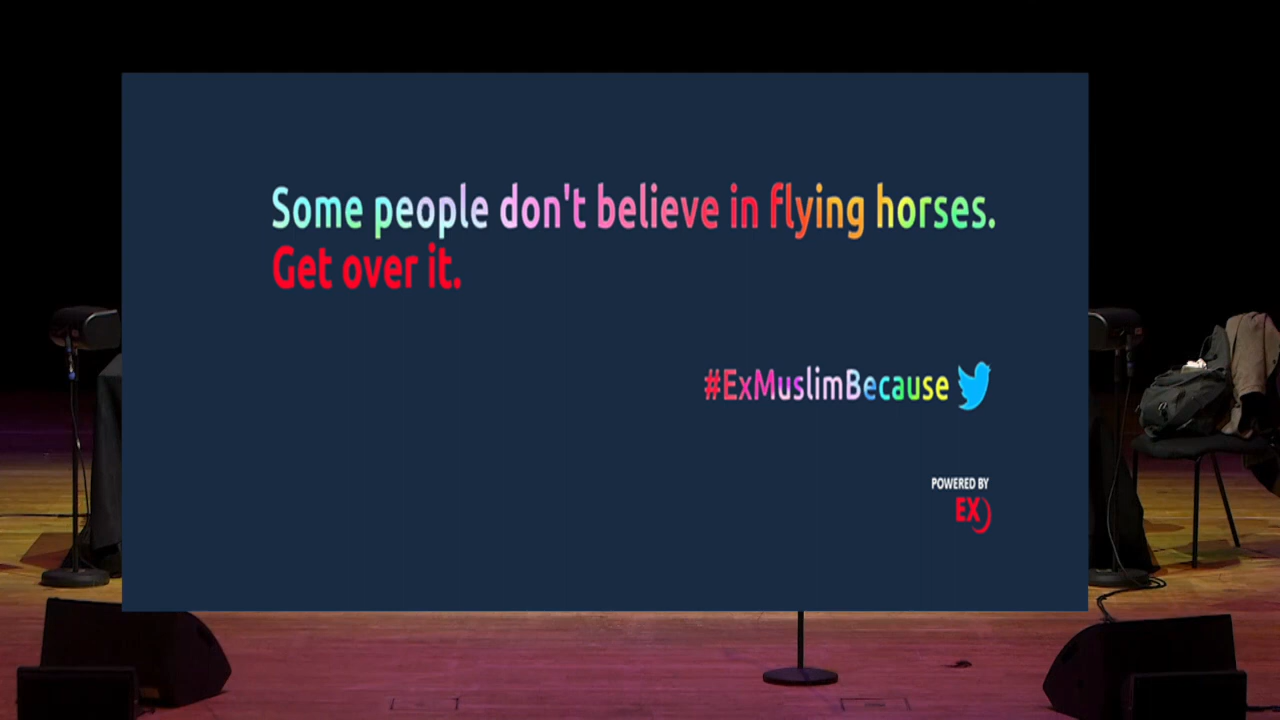 Some people don't believe in flying horses.
Get over it.
#ExMuslimBecause
POWERED BY
EX